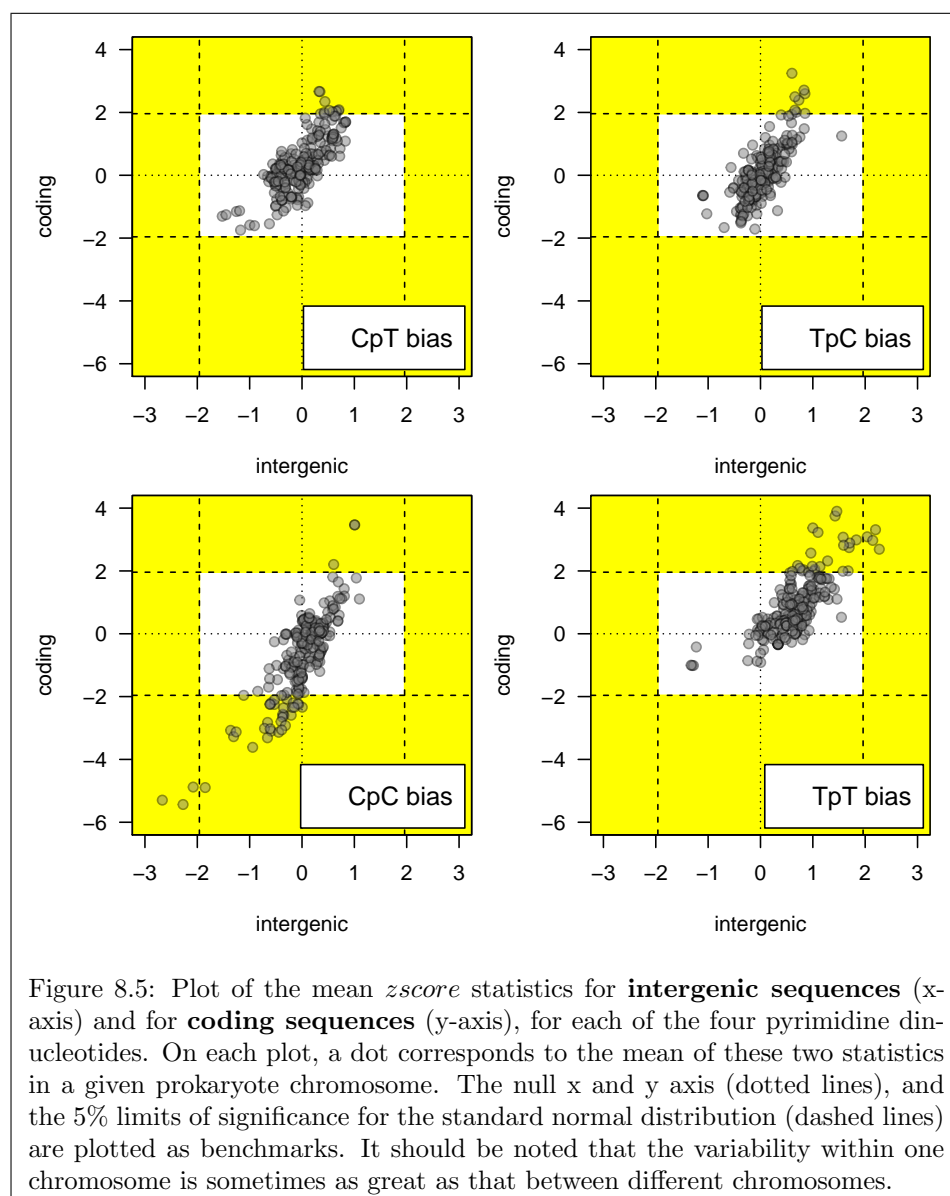 4
2
0
−2
−4
−6
coding
CpT bias
−3 −2 −1 0 1 2 3
intergenic
4
2
0
−2
−4
−6
coding
TpC bias
−3 −2 −1 0 1 2 3
intergenic
4
2
0
−2
−4
−6
coding
CpC bias
−3 −2 −1 0 1 2 3
intergenic
4
2
0
−2
−4
−6
coding
TpT bias
−3 −2 −1 0 1 2 3
intergenic
Figure 8.5: Plot of the mean zscore statistics for intergenic sequences (x-
axis) and for coding sequences (y-axis), for each of the four pyrimidine din-
ucleotides. On each plot, a dot corresponds to the mean of these two statistics
in a given prokaryote chromosome. The null x and y axis (dotted lines), and
the 5% limits of significance for the standard normal distribution (dashed lines)
are plotted as benchmarks. It should be noted that the variability within one
chromosome is sometimes as great as that between different chromosomes.